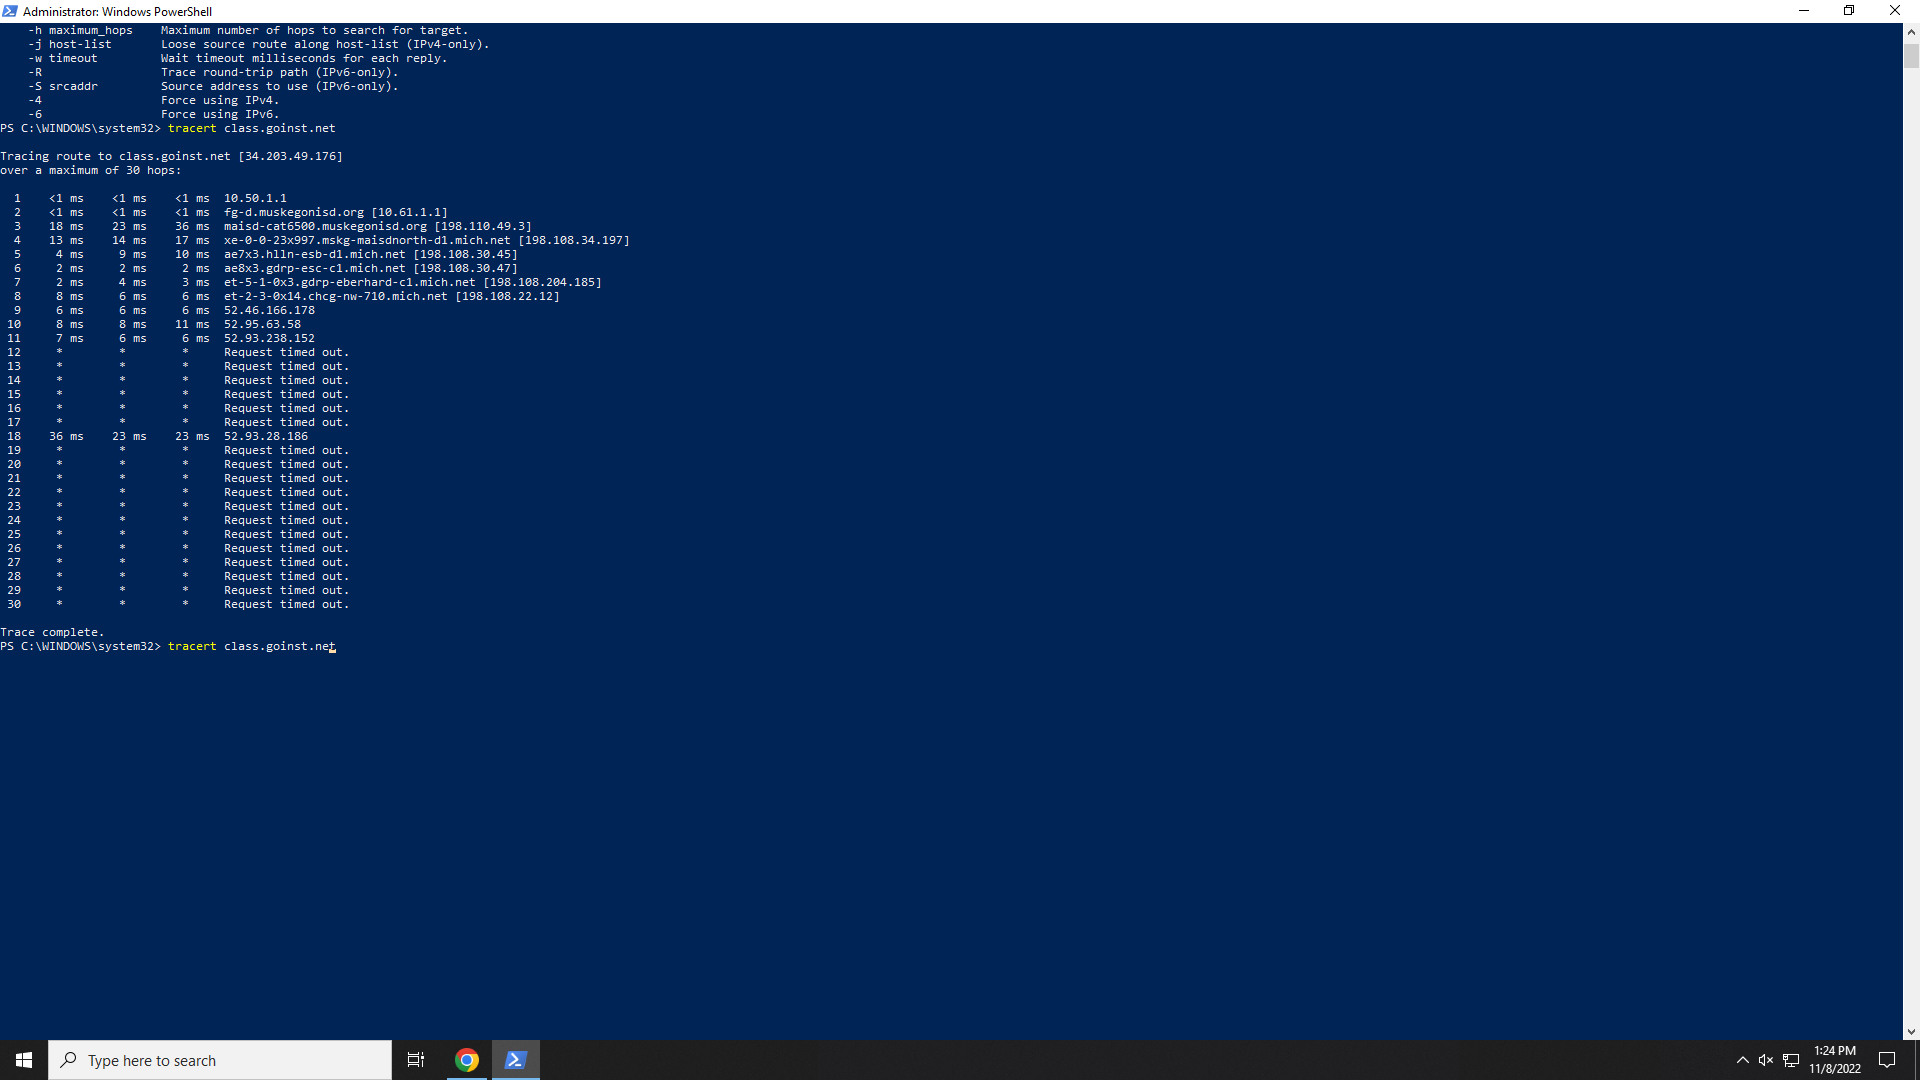 Administrator: Windows PowerShell
-h maximum_hops    Maximum number of hops to search for target.
-j host-list       Loose source route along host-list (IPv4-only).
-w timeout         Wait timeout milliseconds for each reply.
-R                 Trace round-trip path (IPv6-only).
-S srcaddr         Source address to use (IPv6-only).
-4                 Force using IPv4.
-6                 Force using IPv6.
PS C:\WINDOWS\system32> tracert class.goinst.net
Tracing route to class.goinst.net [34.203.49.176]
over a maximum of 30 hops:
1    <1 ms    <1 ms    <1 ms  10.50.1.1
2    <1 ms    <1 ms    <1 ms  fg-d.muskegonisd.org [10.61.1.1]
3    18 ms    23 ms    36 ms  maisd-cat6500.muskegonisd.org [198.110.49.3]
4    13 ms    14 ms    17 ms  xe-0-0-23x997.mskg-maisdnorth-d1.mich.net [198.108.34.197]
5     4 ms     9 ms    10 ms  ae7x3.hlln-esb-d1.mich.net [198.108.30.45]
6     2 ms     2 ms     2 ms  ae8x3.gdrp-esc-c1.mich.net [198.108.30.47]
7     2 ms     4 ms     3 ms  et-5-1-0x3.gdrp-eberhard-c1.mich.net [198.108.204.185]
8     8 ms     6 ms     6 ms  et-2-3-0x14.chcg-nw-710.mich.net [198.108.22.12]
9     6 ms     6 ms     6 ms  52.46.166.178
10     8 ms     8 ms    11 ms  52.95.63.58
11     7 ms     6 ms     6 ms  52.93.238.152
12     *        *        *     Request timed out.
13     *        *        *     Request timed out.
14     *        *        *     Request timed out.
15     *        *        *     Request timed out.
16     *        *        *     Request timed out.
17     *        *        *     Request timed out.
18    36 ms    23 ms    23 ms  52.93.28.186
19     *        *        *     Request timed out.
20     *        *        *     Request timed out.
21     *        *        *     Request timed out.
22     *        *        *     Request timed out.
23     *        *        *     Request timed out.
24     *        *        *     Request timed out.
25     *        *        *     Request timed out.
26     *        *        *     Request timed out.
27     *        *        *     Request timed out.
28     *        *        *     Request timed out.
29     *        *        *     Request timed out.
30     *        *        *     Request timed out.
Trace complete.
PS C:\WINDOWS\system32> tracert class.goinst.net
Type here to search
1:24 PM
11/8/2022